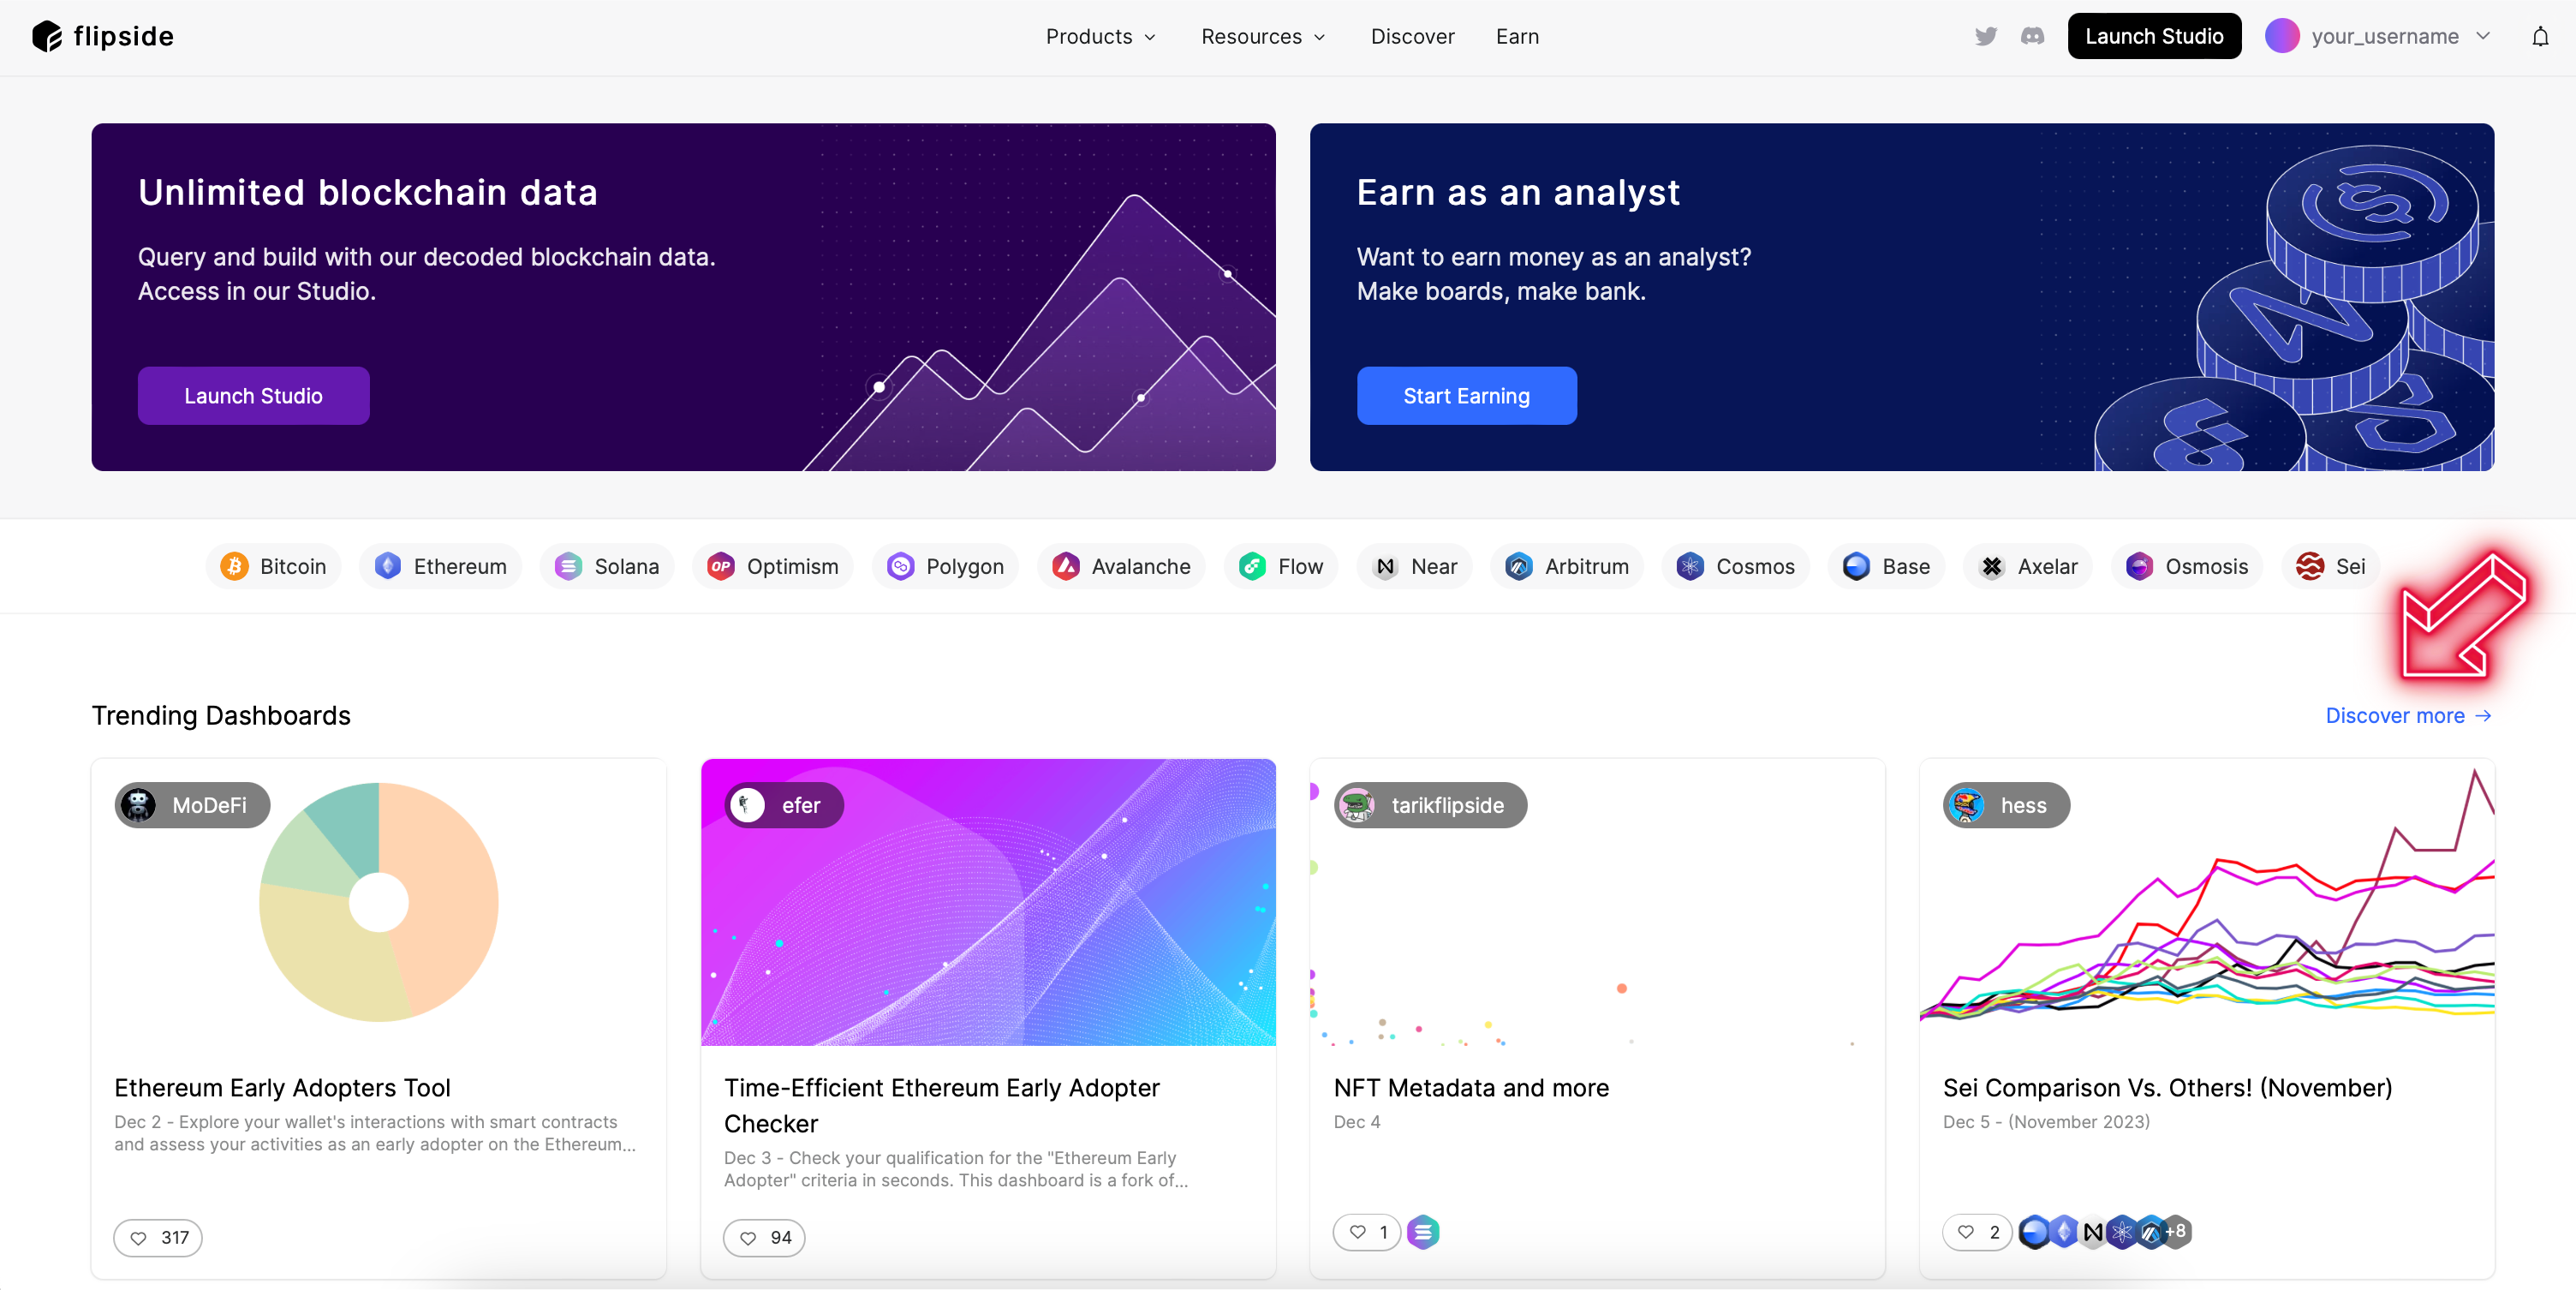 flipside
Products
Resources
Discover
Earn
Launch Studio
your_username
Unlimited blockchain data
Query and build with our decoded blockchain data.
Access in our Studio.
Launch Studio
Earn as an analyst
Want to earn money as an analyst?
Make boards, make bank.
Start Earning
Bitcoin
Ethereum
Solana
OP
Optimism
Polygon
Avalanche
Flow
Near
Arbitrum
Cosmos
Base
Axelar
Osmosis
Sei
Trending Dashboards
Discover more →
MoDeFi
Ethereum Early Adopters Tool
Dec 2 - Explore your wallet's interactions with smart contracts
and assess your activities as an early adopter on the Ethereum...
317
efer
Time-Efficient Ethereum Early Adopter
Checker
Dec 3 - Check your qualification for the "Ethereum Early
Adopter" criteria in seconds. This dashboard is a fork of...
94
tarikflipside
NFT Metadata and more
Dec 4
1
hess
Sei Comparison Vs. Others! (November)
Dec 5 - (November 2023)
2
+8